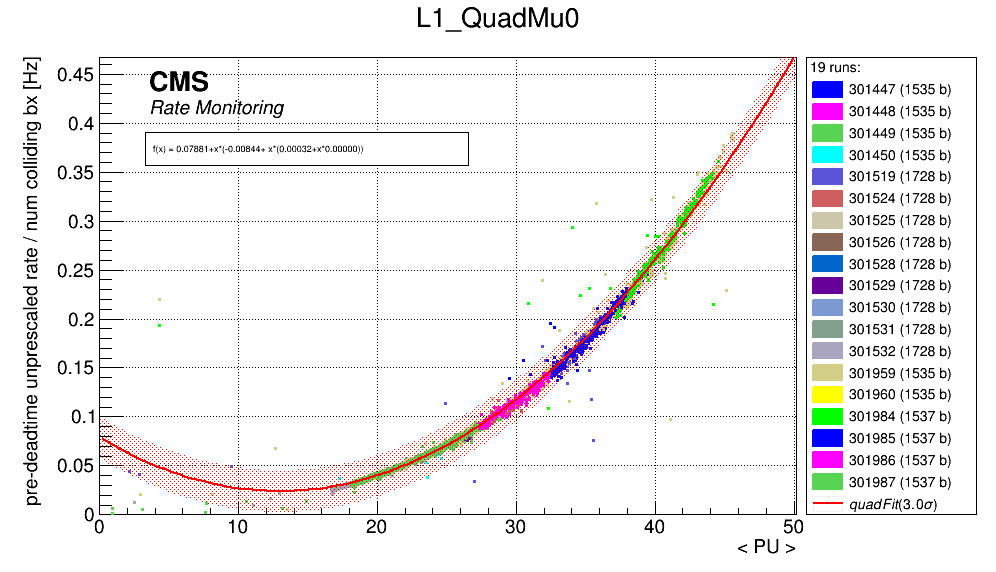 L1_QuadMu0
pre-deadtime unprescaled rate / num colliding bx [Hz]
0.45
0.4
0.35
0.3
0.25
0.2
0.15
0.1
0.05
0
CMS
Rate Monitoring
f(x) = 0.07881+x*(-0.00844+ x*(0.00032+x*0.00000))
0 10 20 30 40 50
< PU >
19 runs:
301447 (1535 b)
301448 (1535 b)
301449 (1535 b)
301450 (1535 b)
301519 (1728 b)
301524 (1728 b)
301525 (1728 b)
301526 (1728 b)
301528 (1728 b)
301529 (1728 b)
301530 (1728 b)
301531 (1728 b)
301532 (1728 b)
301959 (1535 b)
301960 (1535 b)
301984 (1537 b)
301985 (1537 b)
301986 (1537 b)
301987 (1537 b)
quadFit(3.0σ)